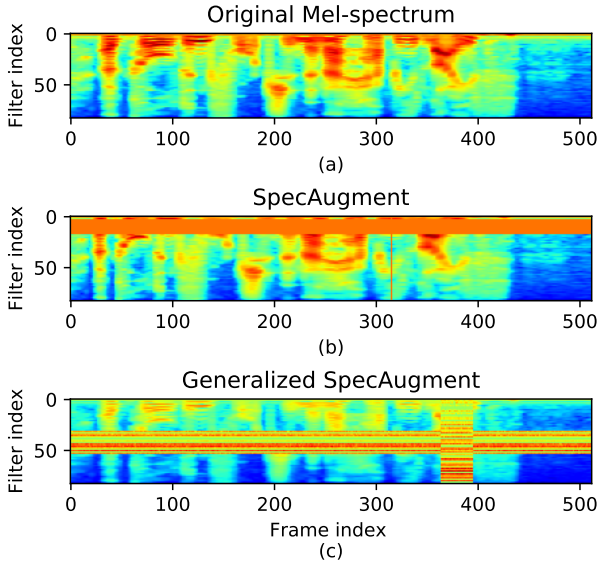 Original Mel-spectrum
Filter index
0
50
0 100 200 300 400 500
(a)
SpecAugment
Filter index
0
50
0 100 200 300 400 500
(b)
Generalized SpecAugment
Filter index
0
50
0 100 200 300 400 500
Frame index
(c)